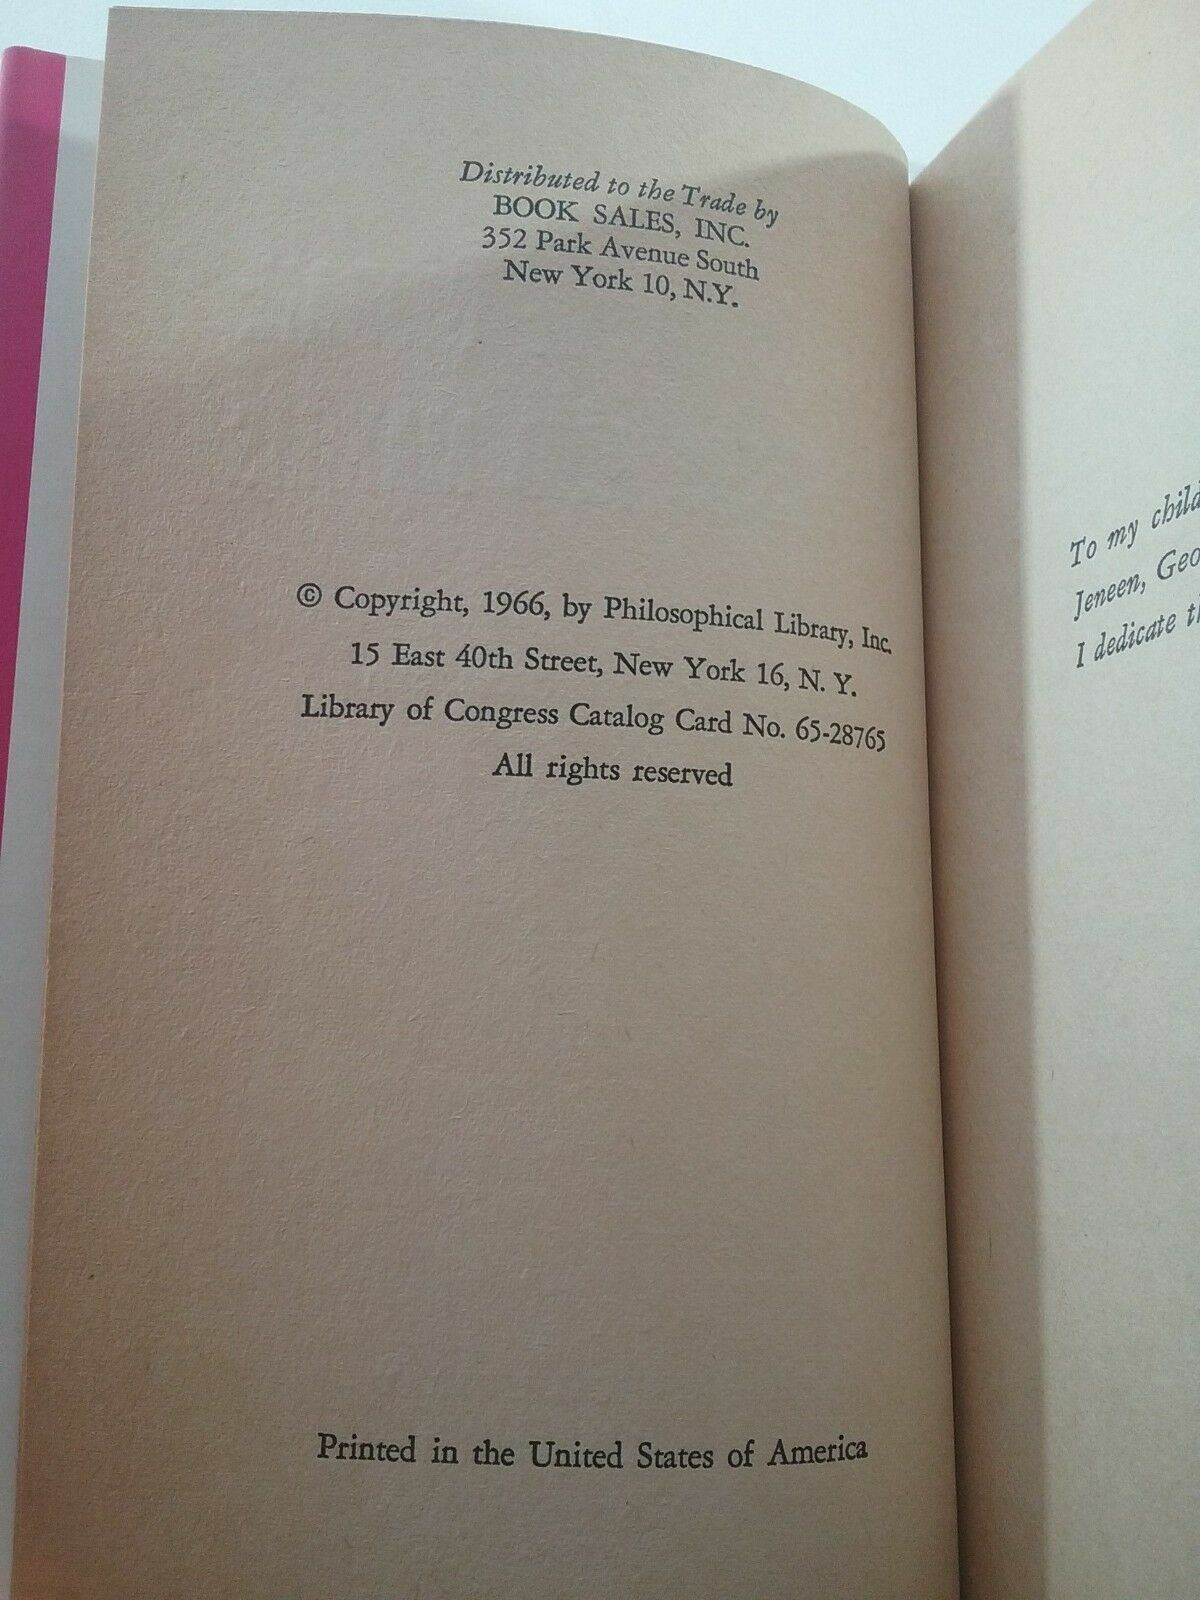 Distributed to the Trade by
BOOK SALES, INC.
352 Park Avenue South
New York 10, N.Y.
© Copyright, 1966, by Philosophical Library, Inc.
15 East 40th Street, New York 16, N. Y.
Library of Congress Catalog Card No. 65-28765
All rights reserved
Printed in the United States of America
To my
Jeneen,
I dedicate